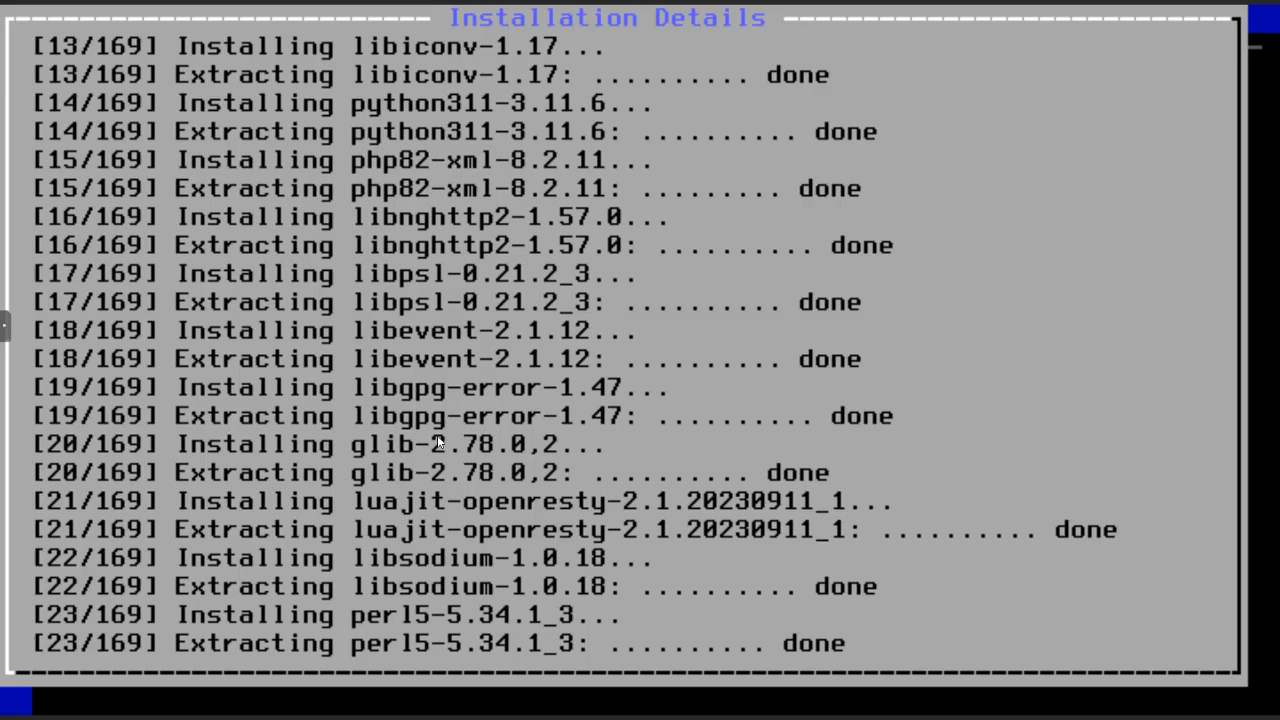 Installation Details
[13/169] Installing libiconv-1.17...
[13/169] Extracting libiconv-1.17: .......... done
[14/169] Installing python311-3.11.6...
[14/169] Extracting python311-3.11.6: .......... done
[15/169] Installing php82-xml-8.2.11...
[15/169] Extracting php82-xml-8.2.11: ......... done
[16/169] Installing libnghttp2-1.57.0...
[16/169] Extracting libnghttp2-1.57.0: .......... done
[17/169] Installing libpsl-0.21.2_3...
[17/169] Extracting libpsl-0.21.2_3: .......... done
[18/169] Installing libevent-2.1.12...
[18/169] Extracting libevent-2.1.12: .......... done
[19/169] Installing libgpg-error-1.47...
[19/169] Extracting libgpg-error-1.47: .......... done
[20/169] Installing glib-2.78.0,2...
[20/169] Extracting glib-2.78.0,2: .......... done
[21/169] Installing luajit-openresty-2.1.20230911_1...
[21/169] Extracting luajit-openresty-2.1.20230911_1: .......... done
[22/169] Installing libsodium-1.0.18...
[22/169] Extracting libsodium-1.0.18: .......... done
[23/169] Installing perl5-5.34.1_3...
[23/169] Extracting perl5-5.34.1_3: .......... done